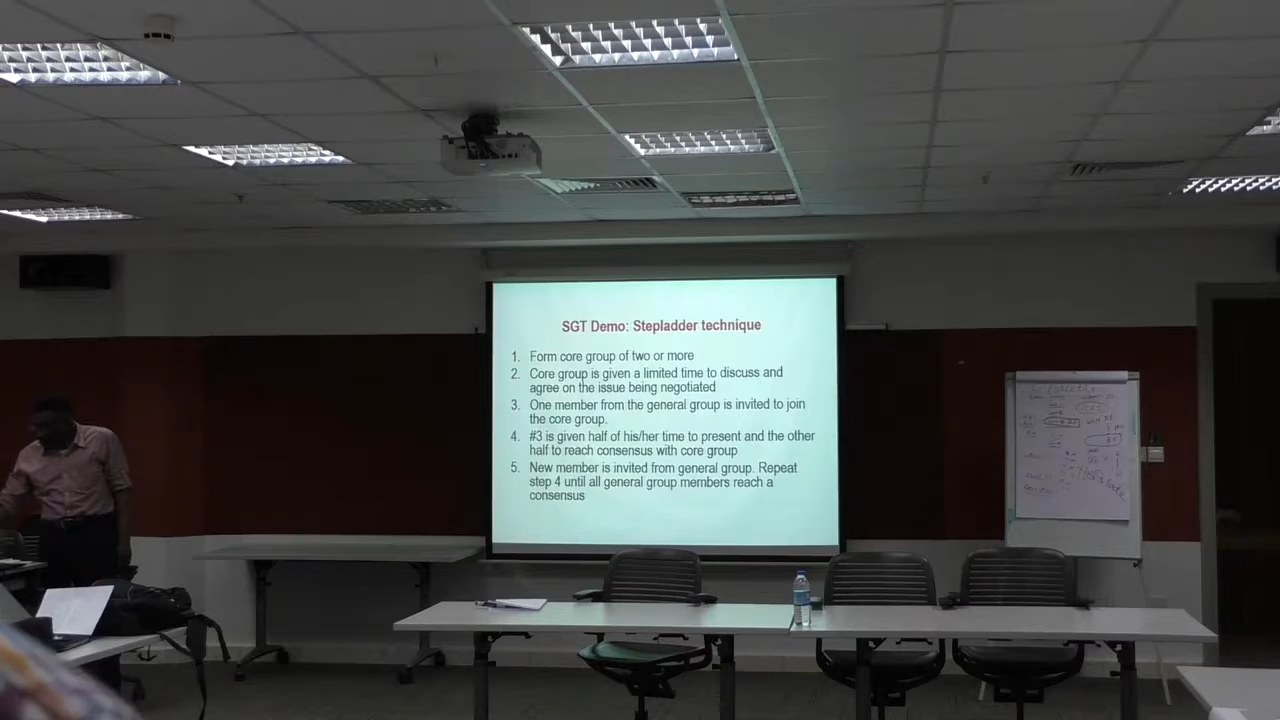 SGT Demo: Stepladder technique
1. Form core group of two or more
2. Core group is given a limited time to discuss and
agree on the issue being negotiated
3. One member from the general group is invited to join
the core group.
4. #3 is given half of his/her time to present and the other
half to reach consensus with core group
5. New member is invited from general group. Repeat
step 4 until all general group members reach a
consensus